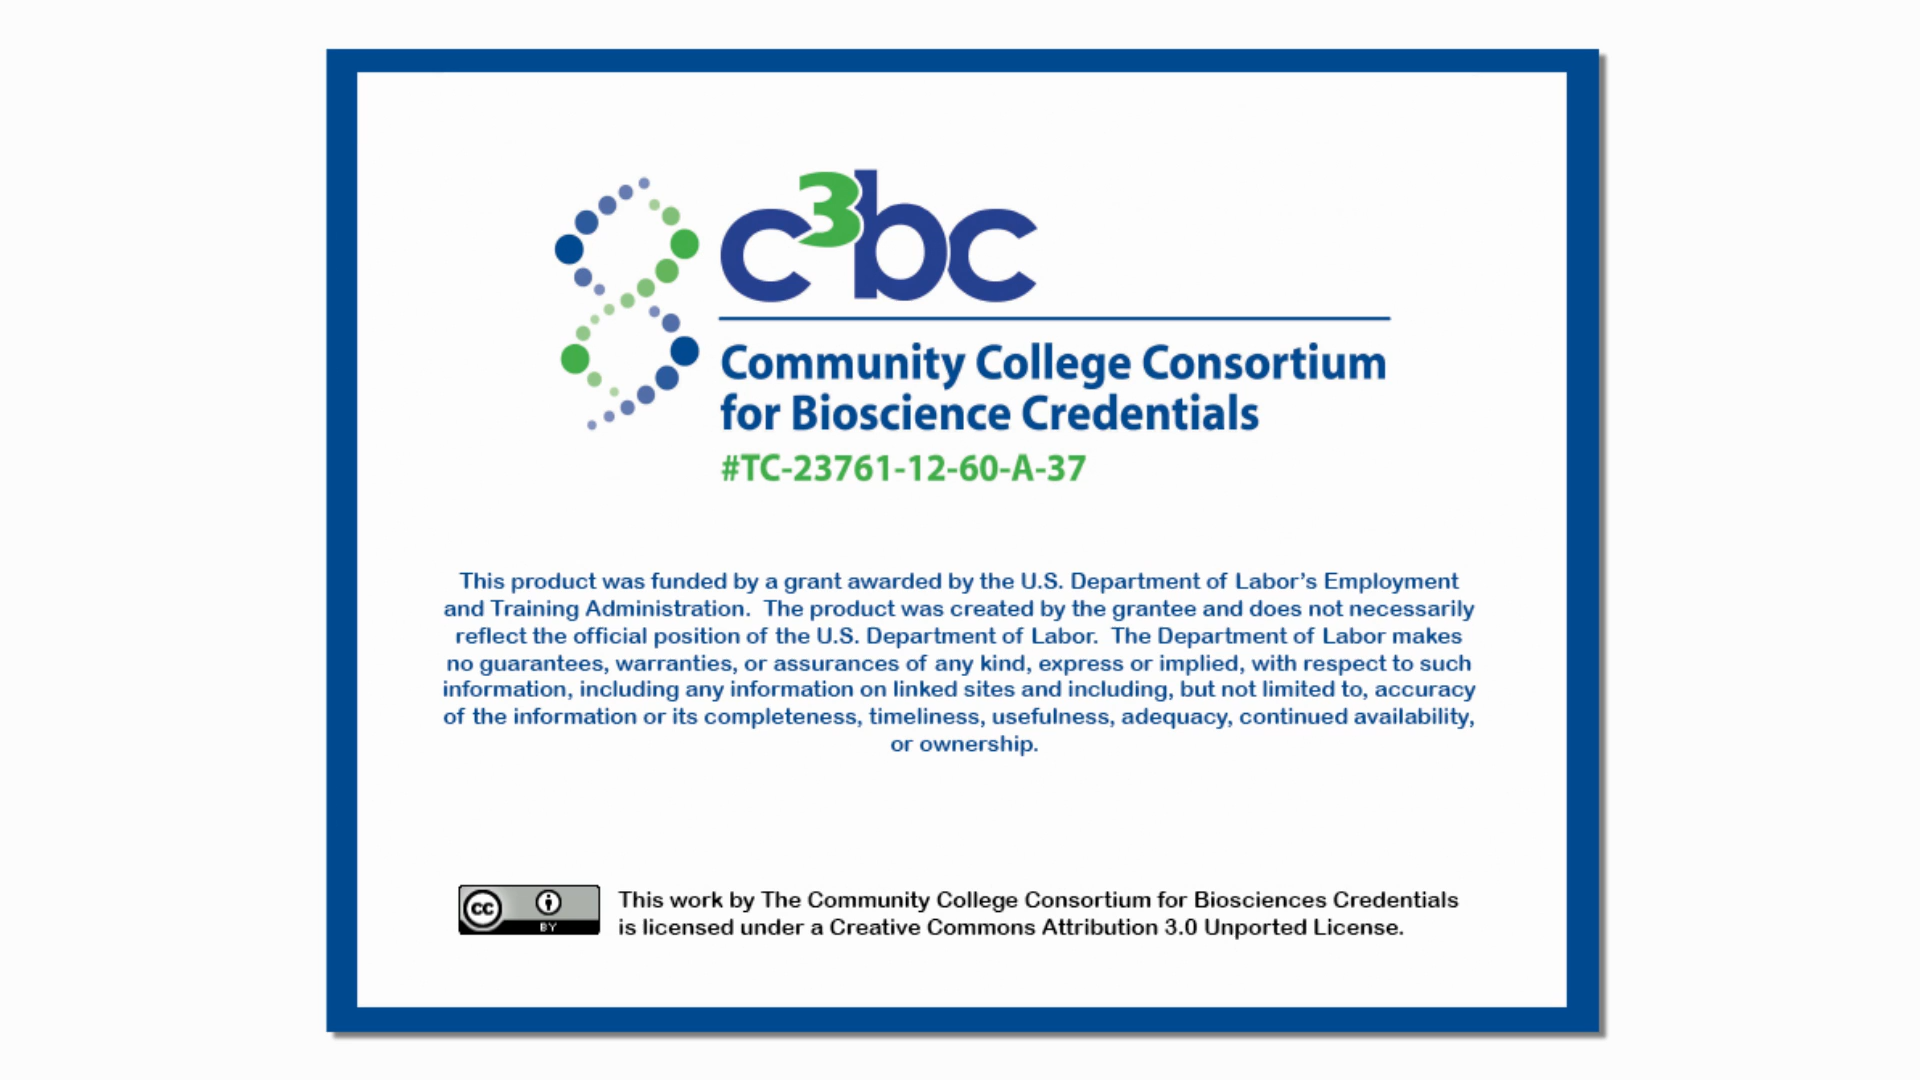 c3bc
Community College Consortium
for Bioscience Credentials
#TC-23761-12-60-A-37
This product was funded by a grant awarded by the U.S. Department of Labor’s Employment
and Training Administration.  The product was created by the grantee and does not necessarily
reflect the official position of the U.S. Department of Labor.  The Department of Labor makes
no guarantees, warranties, or assurances of any kind, express or implied, with respect to such
information, including any information on linked sites and including, but not limited to, accuracy
of the information or its completeness, timeliness, usefulness, adequacy, continued availability,
or ownership.
cc BY
This work by The Community College Consortium for Biosciences Credentials
is licensed under a Creative Commons Attribution 3.0 Unported License.